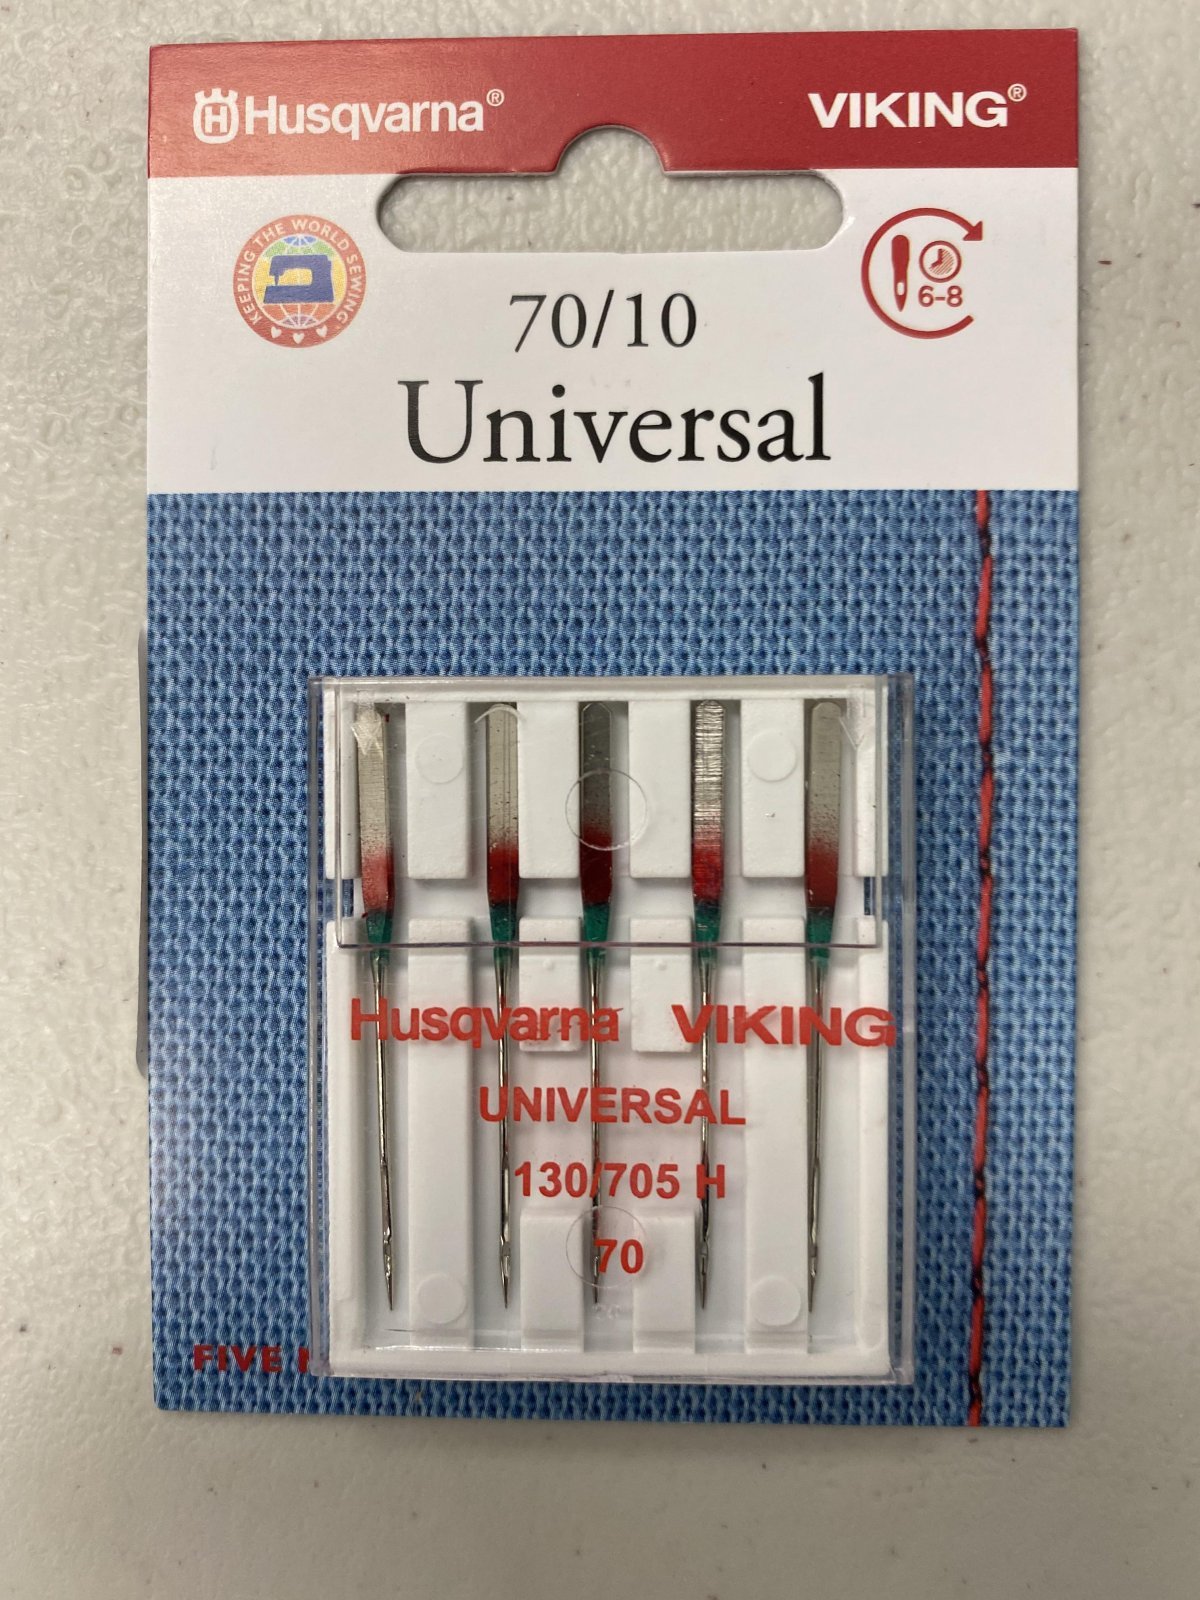 Husqvarna® VIKING®
KEEPING THE WORLD SEWING
6-8
70/10
Universal
Husqvarna VIKING
UNIVERSAL
130/705 H
70
FIVE